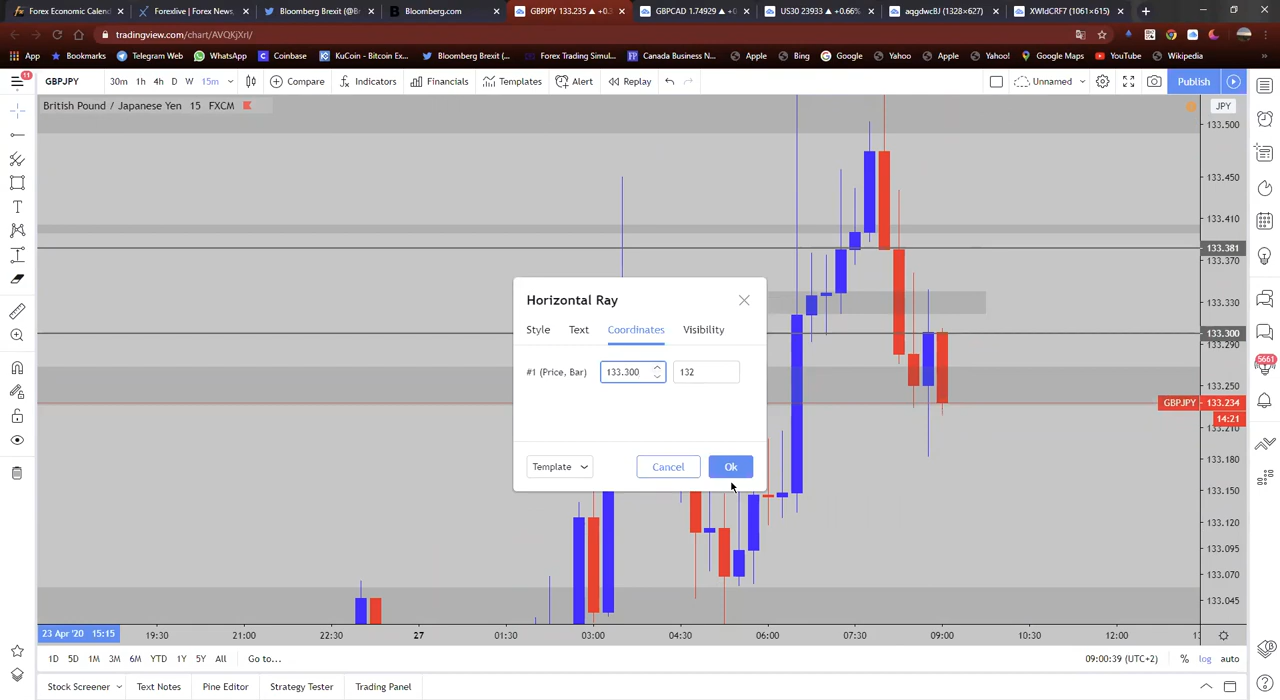 Forex Economic Calend
Forexlive | Forex News,
Bloomberg Brexit (@Br
Bloomberg.com
GBPJPY 133.235 ▲ +0.
GBPCAD 1.74929 ▲ +0.
US30 23933 ▲ +0.66%
aqgdwcBJ (1328×627)
XWIdCRF7 (1061×615)
tradingview.com/chart/AVQKjXrl/
App
Bookmarks
Telegram Web
WhatsApp
Coinbase
KuCoin - Bitcoin Ex...
Bloomberg Brexit (...
Forex Trading Simul...
Canada Business N...
Apple
Bing
Google
Yahoo
Apple
Yahoo!
Google Maps
YouTube
Wikipedia
11
GBPJPY
30m 1h 4h D W 15m
Compare
Indicators
Financials
Templates
Alert
Replay
Unnamed
Publish
British Pound / Japanese Yen 15 FXCM
JPY
133.500
133.450
133.410
133.381
133.370
133.330
133.300
133.290
133.250
GBPJPY 133.234
14:21
133.210
133.180
133.150
133.120
133.095
133.070
133.045
5661
Horizontal Ray
Style Text Coordinates Visibility
#1 (Price, Bar) 133.300 132
Template Cancel Ok
23 Apr '20 15:15 19:30 21:00 22:30 27 01:30 03:00 04:30 06:00 07:30 09:00 10:30 12:00
1D 5D 1M 3M 6M YTD 1Y 5Y All Go to... 09:00:39 (UTC+2) % log auto
Stock Screener Text Notes Pine Editor Strategy Tester Trading Panel